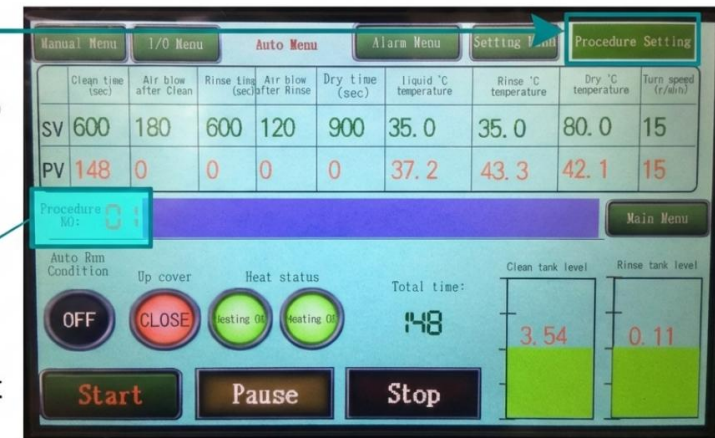 Manual Menu
I/O Menu
Auto Menu
Alarm Menu
Setting
Procedure Setting
Clean time (sec)
Air blow after Clean
Rinse time (sec)
Air blow after Rinse
Dry time (sec)
liquid °C temperature
Rinse °C temperature
Dry °C temperature
Turn speed (r/min)
SV 600 180 600 120 900 35.0 35.0 80.0 15
PV 148 0 0 0 0 37.2 43.3 42.1 15
Procedure
NO: 01
Main Menu
Auto Rnm
Condition
Up cover
Heat status
Total time:
Clean tank level
Rinse tank level
OFF
CLOSE
148
3.54
0.11
Start
Pause
Stop